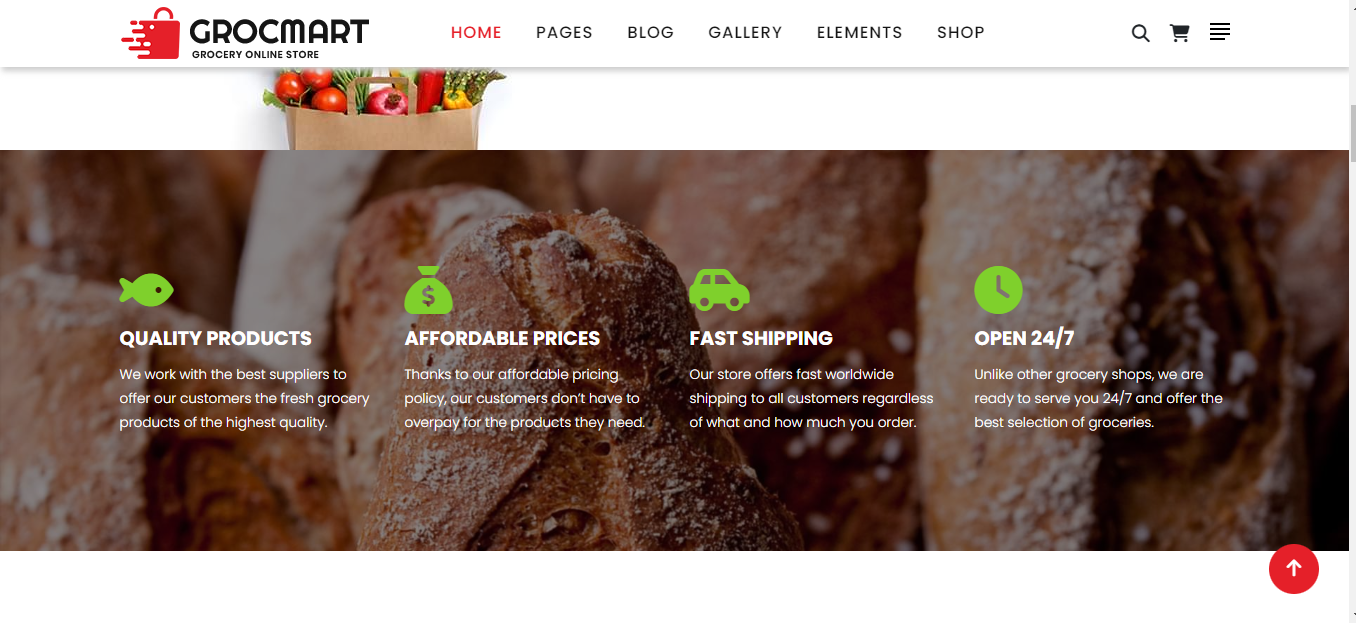 GROCMART
GROCERY ONLINE STORE
HOME PAGES BLOG GALLERY ELEMENTS SHOP
$
QUALITY PRODUCTS
We work with the best suppliers to
offer our customers the fresh grocery
products of the highest quality.
AFFORDABLE PRICES
Thanks to our affordable pricing
policy, our customers don't have to
overpay for the products they need.
FAST SHIPPING
Our store offers fast worldwide
shipping to all customers regardless
of what and how much you order.
OPEN 24/7
Unlike other grocery shops, we are
ready to serve you 24/7 and offer the
best selection of groceries.